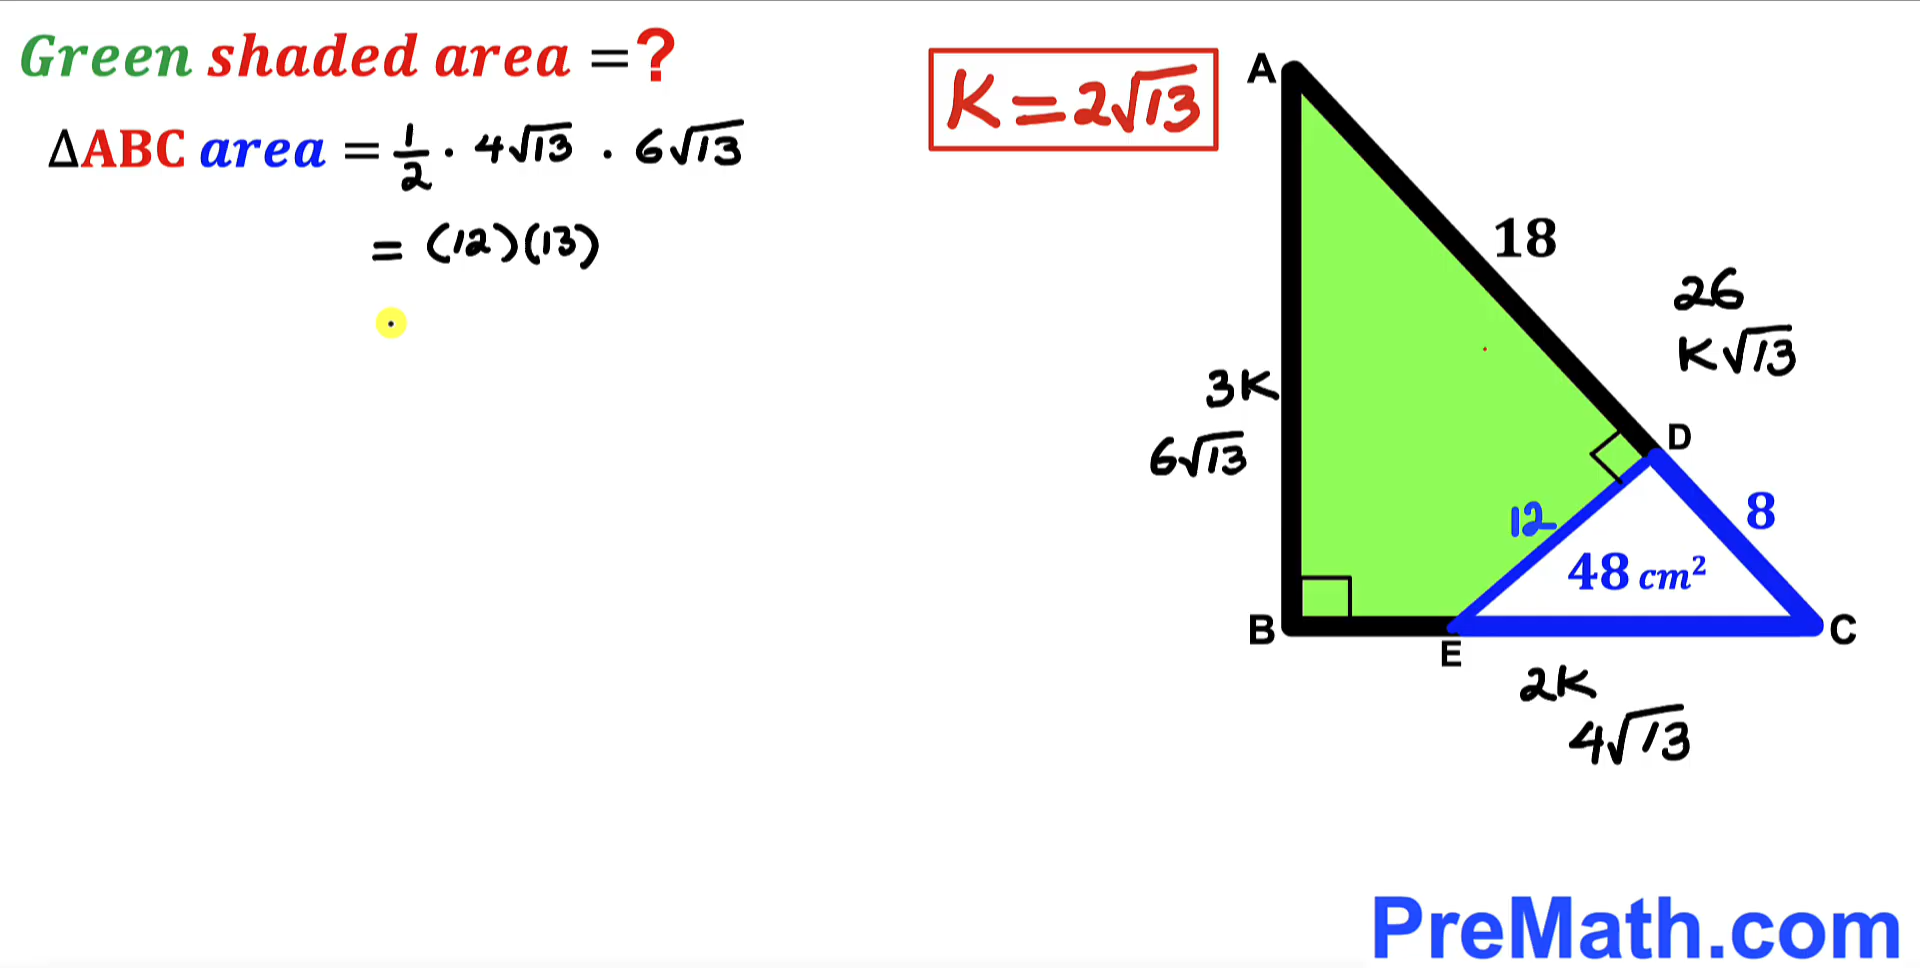 Green shaded area =?
ΔABC area = 1/2 · 4√13 · 6√13
= (12)(13)
K = 2√13
A
18
26
K√13
3K
6√13
D
12
8
48 cm²
B
E
C
2K
4√13
PreMath.com